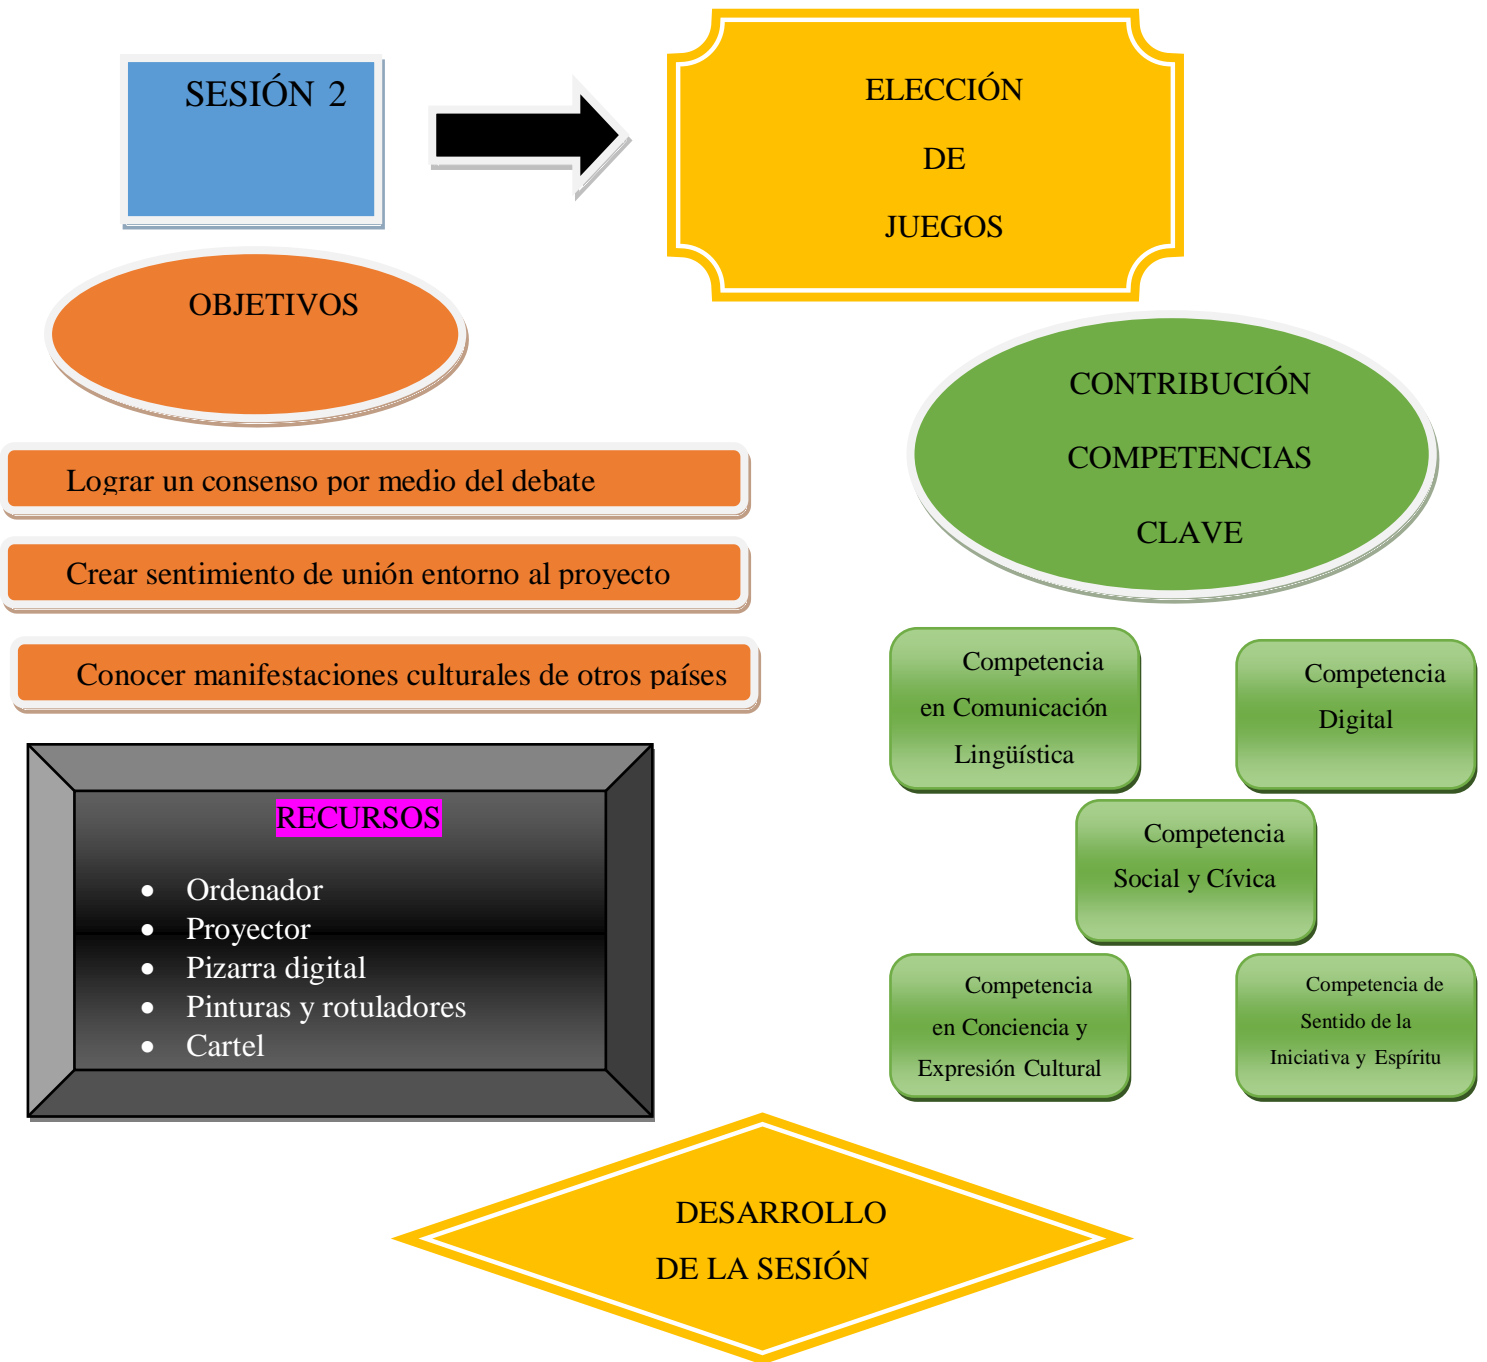 SESIÓN 2
ELECCIÓN
DE
JUEGOS
OBJETIVOS
Lograr un consenso por medio del debate
Crear sentimiento de unión entorno al proyecto
Conocer manifestaciones culturales de otros países
CONTRIBUCIÓN
COMPETENCIAS
CLAVE
Competencia
en Comunicación
Lingüística
Competencia
Digital
Competencia
Social y Cívica
Competencia
en Conciencia y
Expresión Cultural
Competencia de
Sentido de la
Iniciativa y Espíritu
RECURSOS
• Ordenador
• Proyector
• Pizarra digital
• Pinturas y rotuladores
• Cartel
DESARROLLO
DE LA SESIÓN